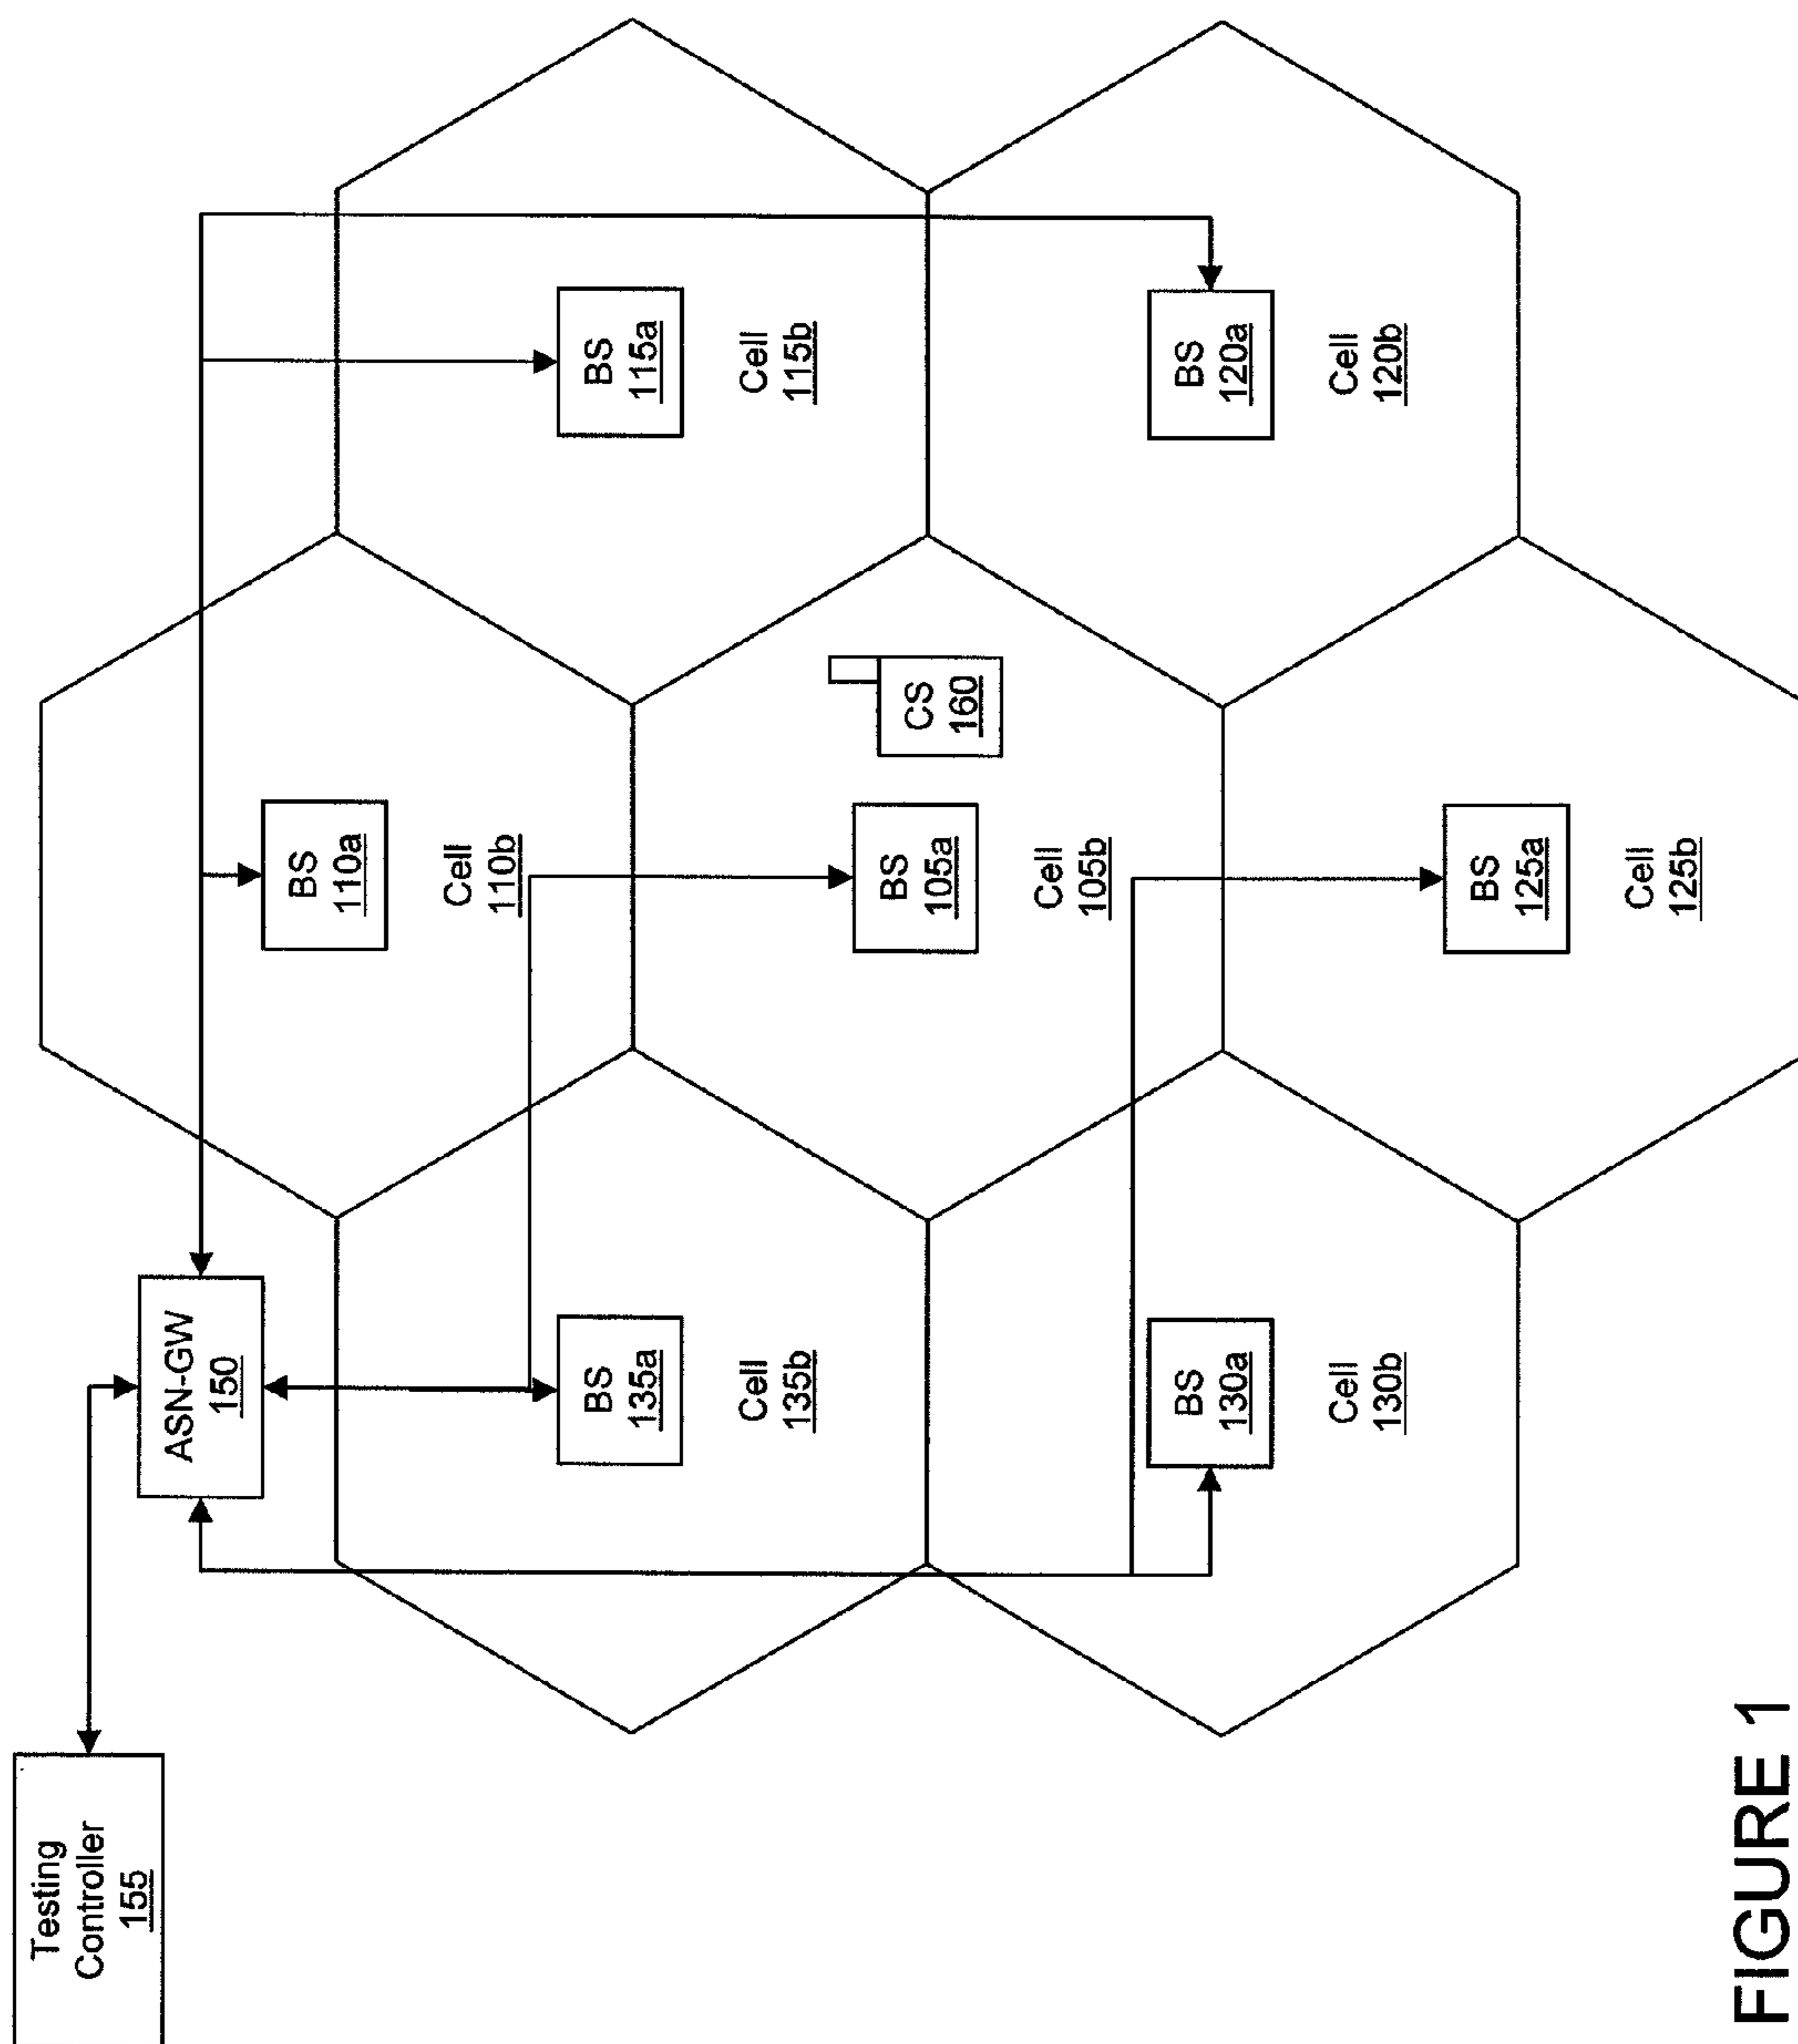 Testing
Controller
155
ASN-GW
150
BS
110a
Cell
110b
BS
135a
Cell
135b
BS
115a
Cell
115b
BS
105a
Cell
105b
CS
160
BS
130a
Cell
130b
BS
120a
Cell
120b
BS
125a
Cell
125b
FIGURE 1